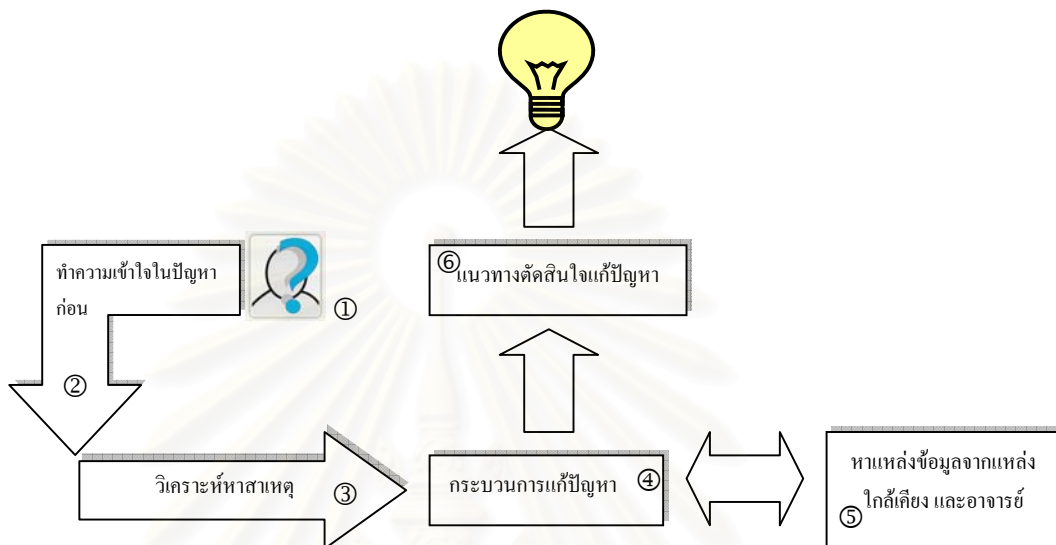 ทำความเข้าใจในปัญหา
ก่อน
①
②
วิเคราะห์หาสาเหตุ ③
กระบวนการแก้ปัญหา ④
หาแหล่งข้อมูลจากแหล่ง
⑤ ใกล้เคียง และอาจารย์
⑥ แนวทางตัดสินใจแก้ปัญหา